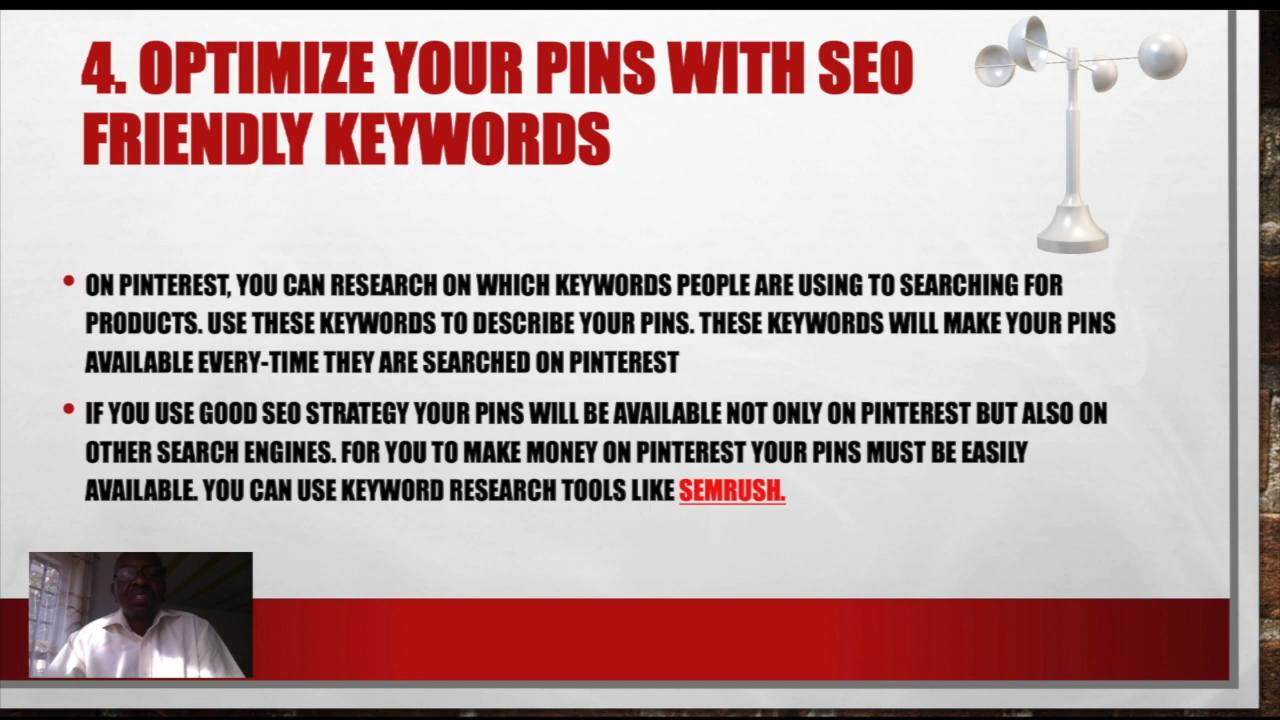 4. OPTIMIZE YOUR PINS WITH SEO
FRIENDLY KEYWORDS
• ON PINTEREST, YOU CAN RESEARCH ON WHICH KEYWORDS PEOPLE ARE USING TO SEARCHING FOR
PRODUCTS. USE THESE KEYWORDS TO DESCRIBE YOUR PINS. THESE KEYWORDS WILL MAKE YOUR PINS
AVAILABLE EVERY-TIME THEY ARE SEARCHED ON PINTEREST
• IF YOU USE GOOD SEO STRATEGY YOUR PINS WILL BE AVAILABLE NOT ONLY ON PINTEREST BUT ALSO ON
OTHER SEARCH ENGINES. FOR YOU TO MAKE MONEY ON PINTEREST YOUR PINS MUST BE EASILY
AVAILABLE. YOU CAN USE KEYWORD RESEARCH TOOLS LIKE SEMRUSH.